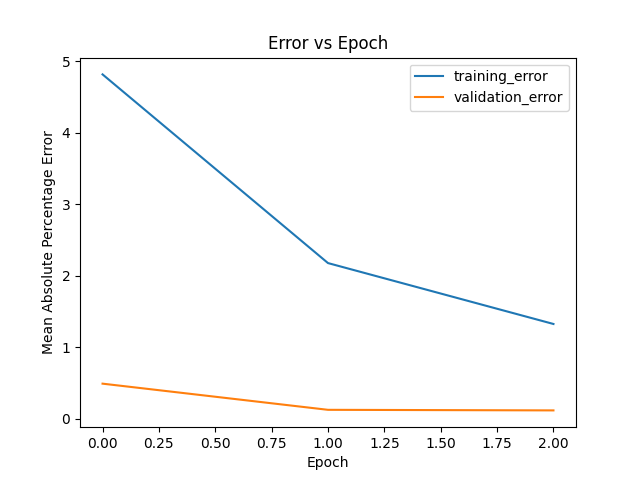 Error vs Epoch
training_error
validation_error
Mean Absolute Percentage Error
5
4
3
2
1
0
0.00 0.25 0.50 0.75 1.00 1.25 1.50 1.75 2.00
Epoch